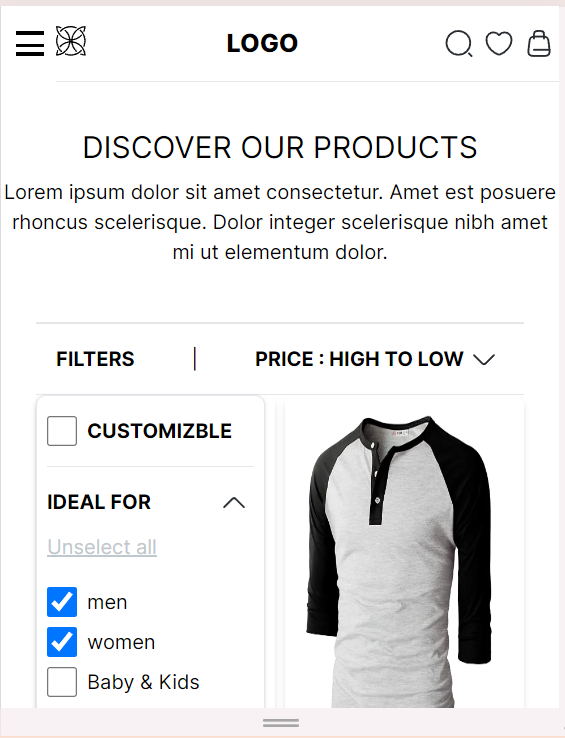 LOGO
DISCOVER OUR PRODUCTS
Lorem ipsum dolor sit amet consectetur. Amet est posuere
rhoncus scelerisque. Dolor integer scelerisque nibh amet
mi ut elementum dolor.
FILTERS | PRICE : HIGH TO LOW
CUSTOMIZBLE
IDEAL FOR
Unselect all
men
women
Baby & Kids